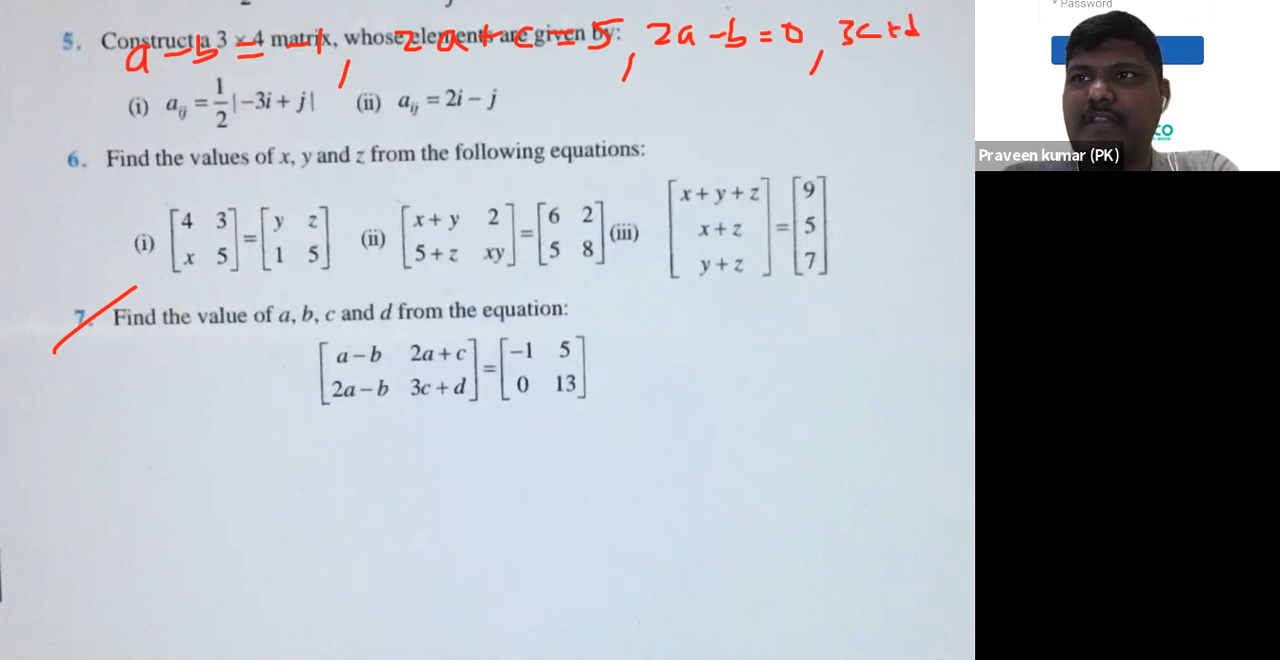 * Password
5. Construct a 3 × 4 matrix, whose elements are given by:
a - b = -1, 2a + c = 5, 2a - b = 0, 3c + d
(i) a_ij = 1/2 |-3i + j| (ii) a_ij = 2i - j
6. Find the values of x, y and z from the following equations:
(i) [4 3; x 5] = [y z; 1 5] (ii) [x + y 2; 5 + z xy] = [6 2; 5 8] (iii) [x + y + z; x + z; y + z] = [9; 5; 7]
7. Find the value of a, b, c and d from the equation:
[a - b 2a + c; 2a - b 3c + d] = [-1 5; 0 13]
co
Praveen kumar (PK)